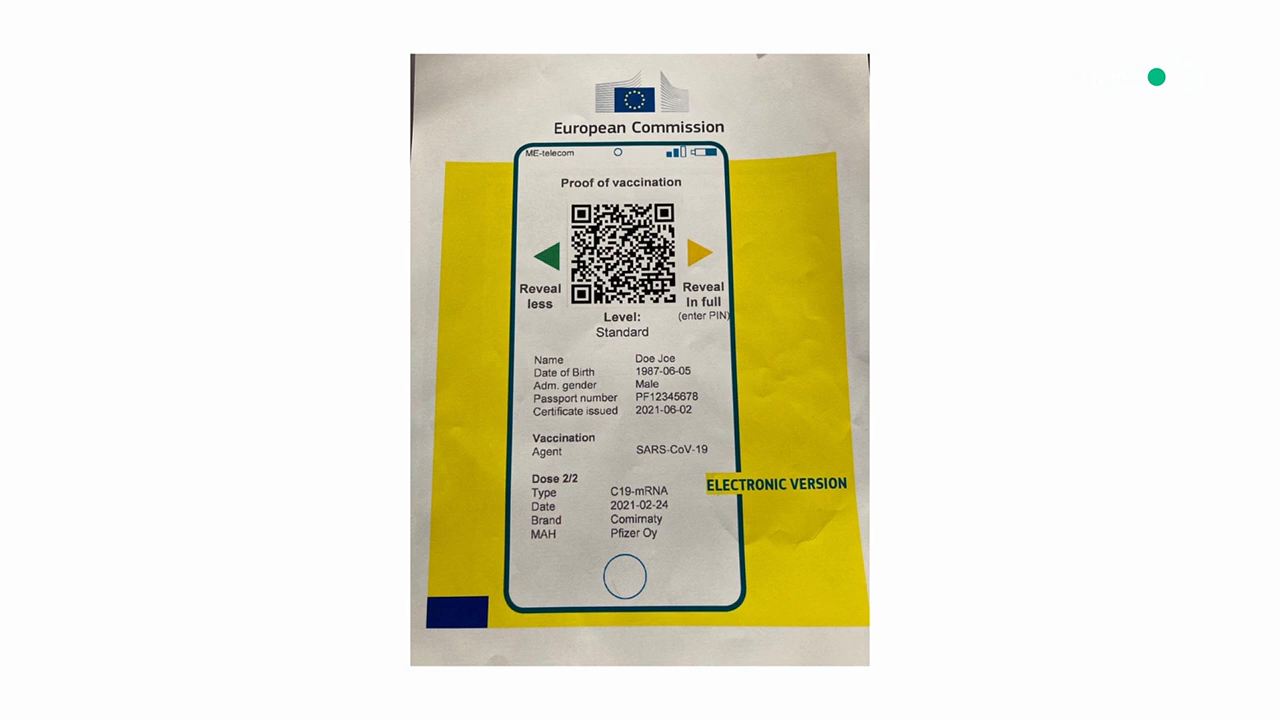 European Commission
ME-telecom
Proof of vaccination
Reveal less
Reveal In full (enter PIN)
Level:
Standard
Name Doe Joe
Date of Birth 1987-06-05
Adm. gender Male
Passport number PF12345678
Certificate issued 2021-06-02
Vaccination
Agent SARS-CoV-19
Dose 2/2
Type C19-mRNA
Date 2021-02-24
Brand Comirnaty
MAH Pfizer Oy
ELECTRONIC VERSION